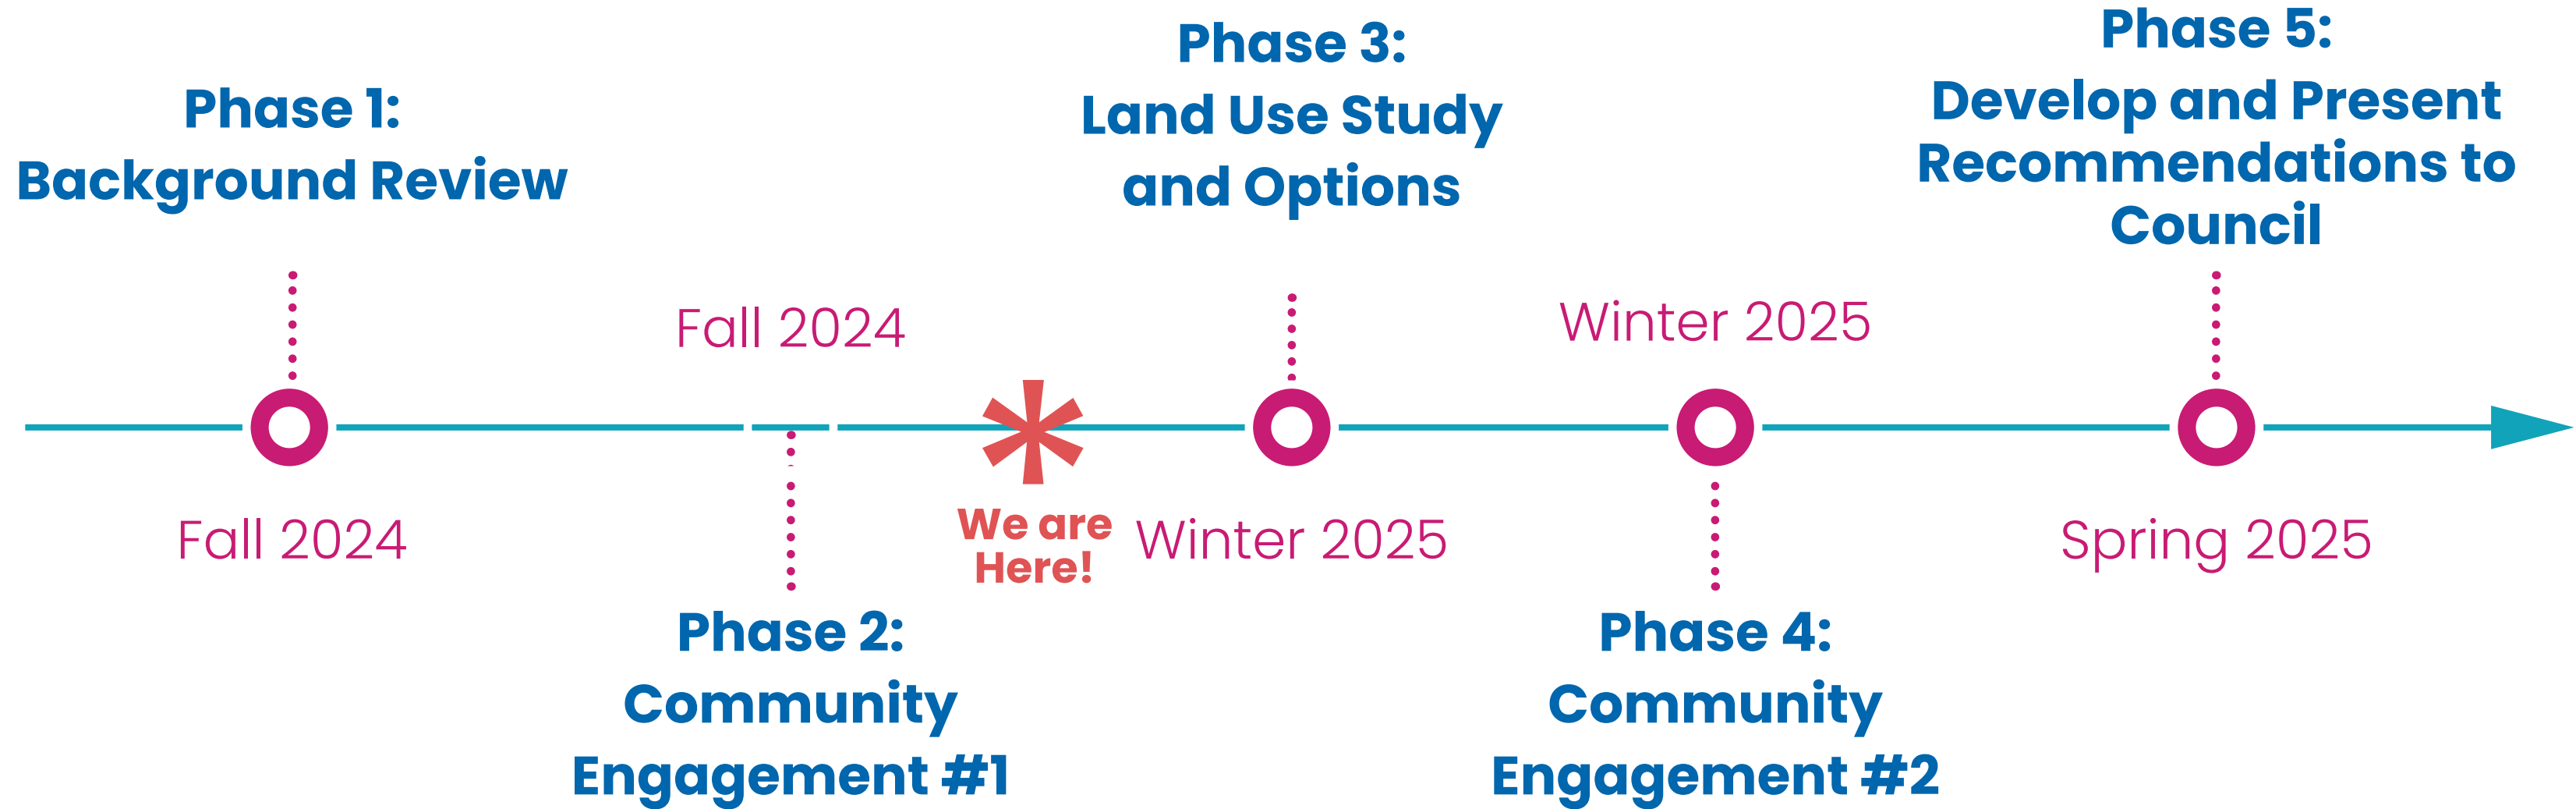 Phase 1:
Background Review
Fall 2024
Fall 2024
Phase 2:
Community
Engagement #1
We are
Here!
Phase 3:
Land Use Study
and Options
Winter 2025
Winter 2025
Phase 4:
Community
Engagement #2
Phase 5:
Develop and Present
Recommendations to
Council
Spring 2025